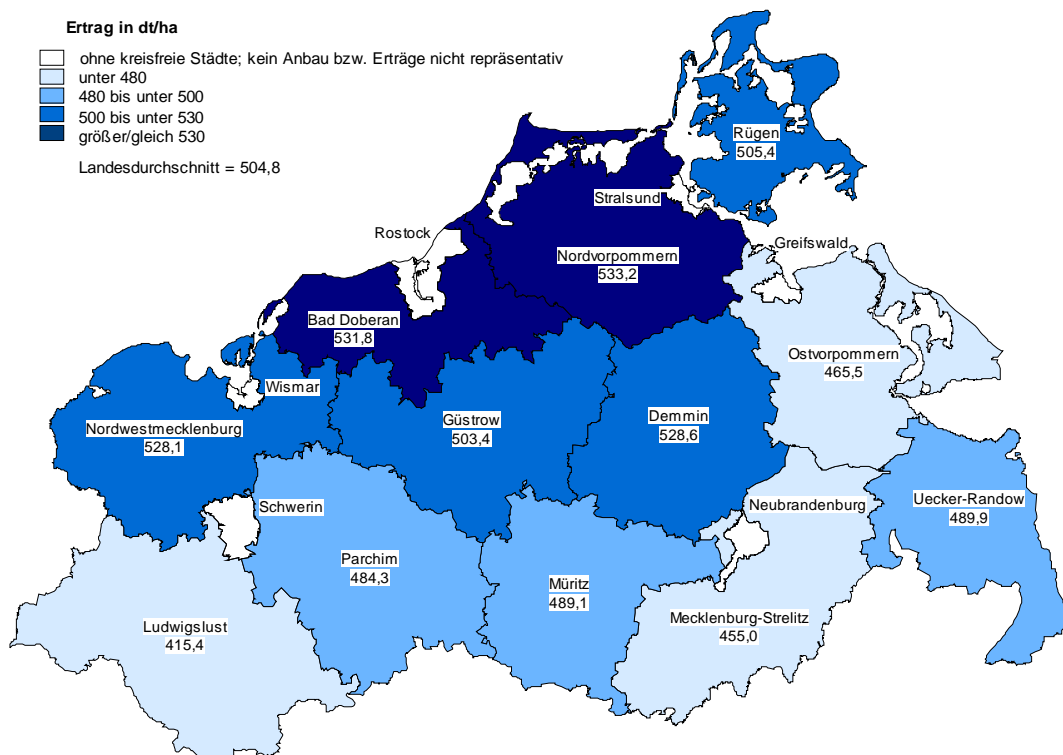 Ertrag in dt/ha
ohne kreisfreie Städte; kein Anbau bzw. Erträge nicht repräsentativ
unter 480
480 bis unter 500
500 bis unter 530
größer/gleich 530
Landesdurchschnitt = 504,8
Rügen
505,4
Stralsund
Rostock
Greifswald
Nordvorpommern
533,2
Bad Doberan
531,8
Ostvorpommern
465,5
Wismar
Güstrow
503,4
Demmin
528,6
Nordwestmecklenburg
528,1
Schwerin
Neubrandenburg
Uecker-Randow
489,9
Parchim
484,3
Müritz
489,1
Mecklenburg-Strelitz
455,0
Ludwigslust
415,4